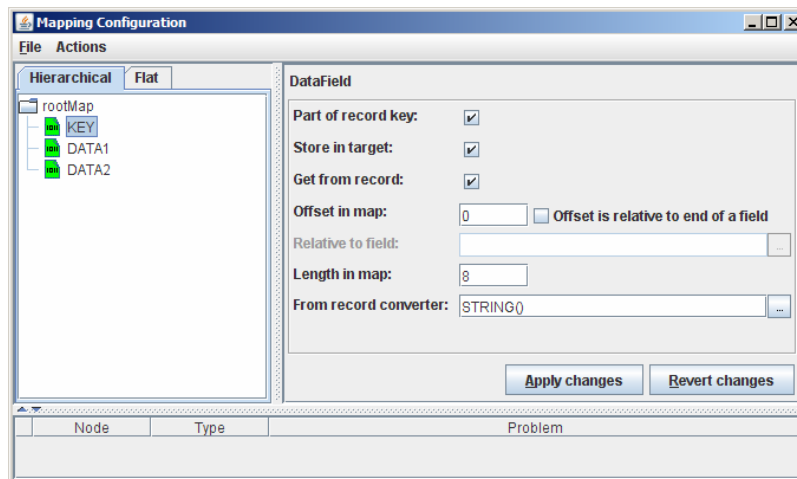 Mapping Configuration
File Actions
Hierarchical Flat
rootMap
KEY
DATA1
DATA2
DataField
Part of record key:
Store in target:
Get from record:
Offset in map: 0 Offset is relative to end of a field
Relative to field: ...
Length in map: 8
From record converter: STRING() ...
Apply changes Revert changes
Node Type Problem